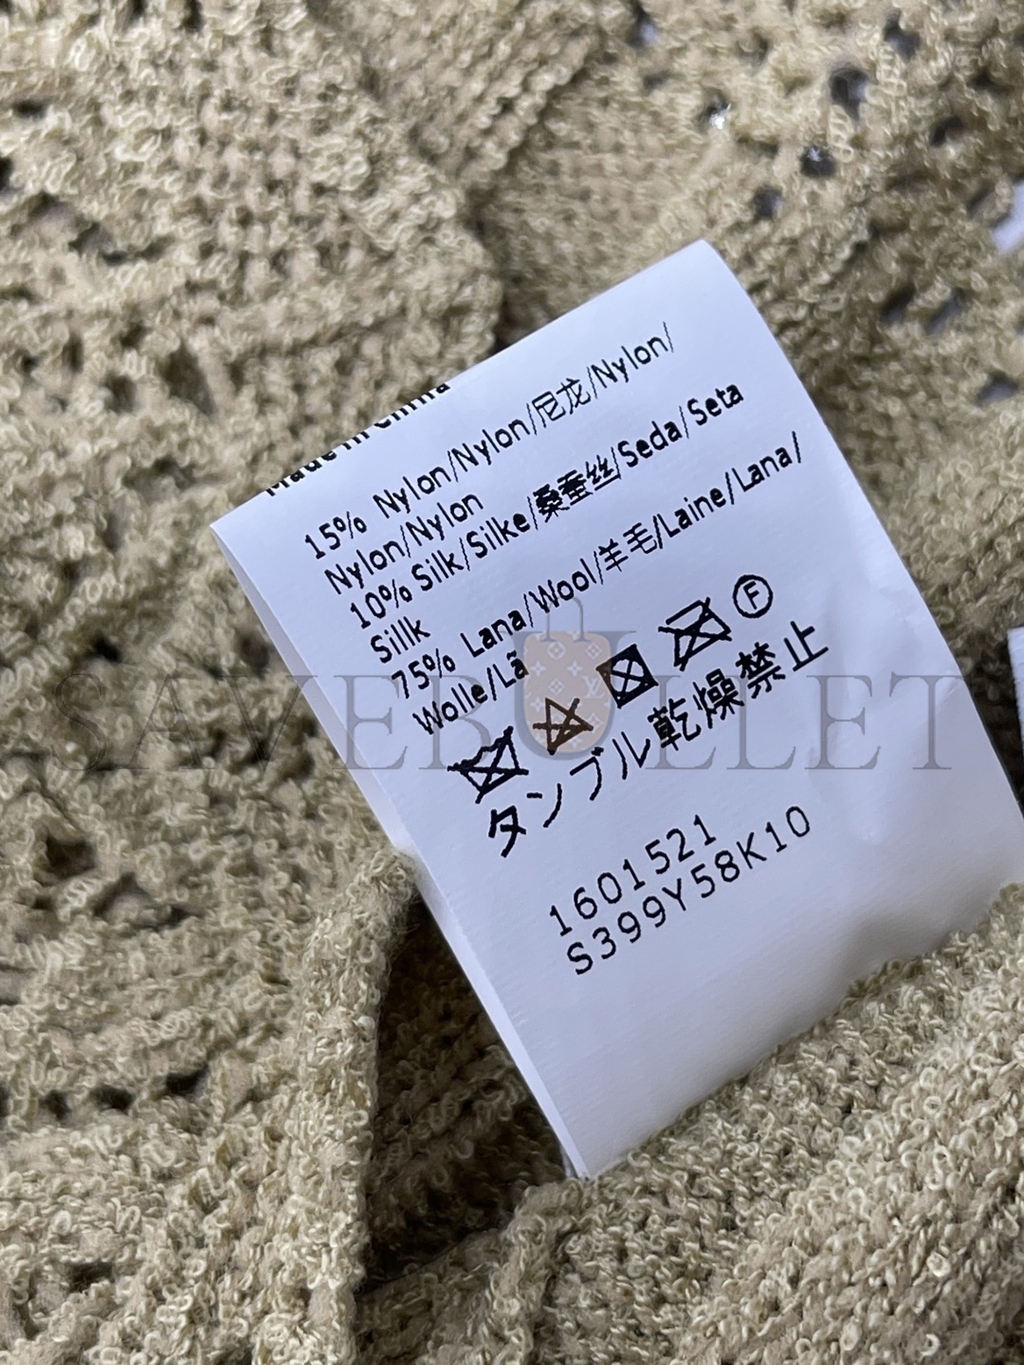 Made in China
15% Nylon/Nylon/Nylon/尼龙/Nylon/
Nylon/Nylon
10% Silk/Silke/桑蚕丝/Seda/Seta
Sillk
75% Lana/Wool/羊毛/Laine/Lana/
Wolle/Lã
F
タンブル乾燥禁止
1601521
S399Y58K10
SAVEBULLET